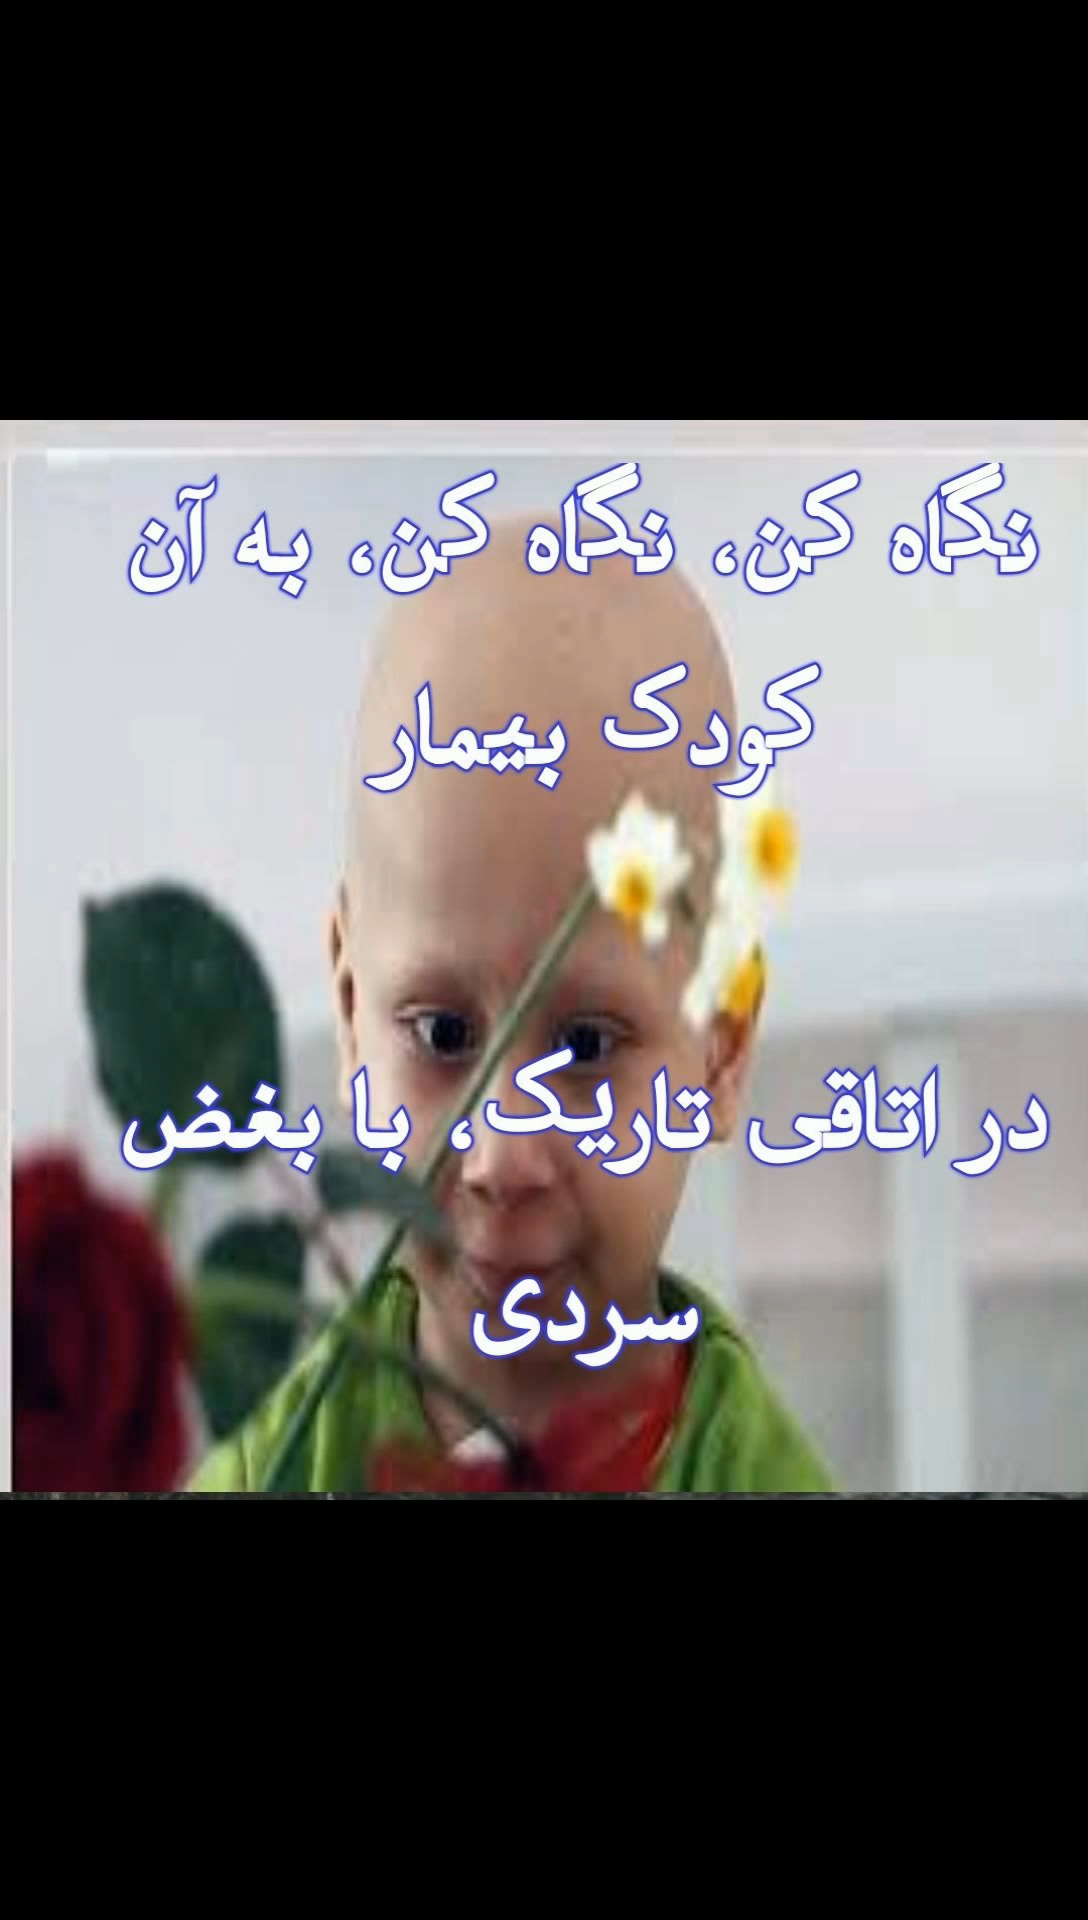 نگاه کن، نگاه کن، به آن
کودک بیمار
در اتاقی تاریک، با بغض
سردی